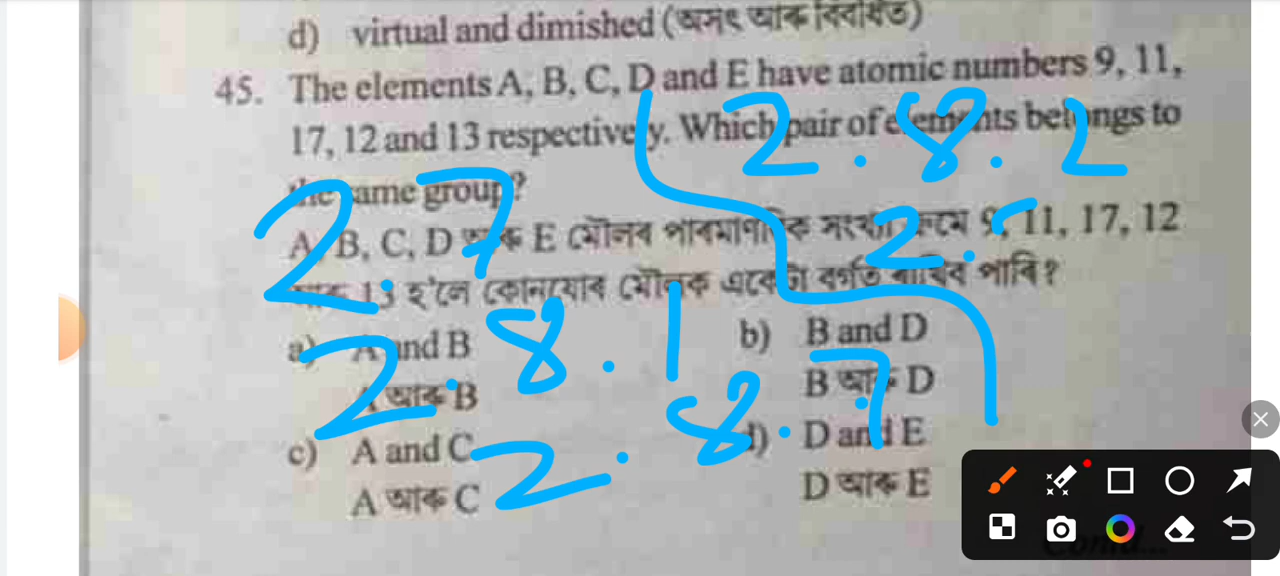 d) virtual and dimished (অসৎ আৰু বিবৰ্ধিত)
45. The elements A, B, C, D and E have atomic numbers 9, 11,
17, 12 and 13 respectively. Which pair of elements belongs to
the same group?
A, B, C, D আৰু E মৌলৰ পাৰমাণৱিক সংখ্যা ক্ৰমে 9, 11, 17, 12
আৰু 13 হ'লে কোনযোৰ মৌলক একেটা বৰ্গত ৰাখিব পাৰি?
a) A and B
A আৰু B
b) B and D
B আৰু D
c) A and C
A আৰু C
d) D and E
D আৰু E
2.7
2.8.1
2.8.7
2.8.2
2.